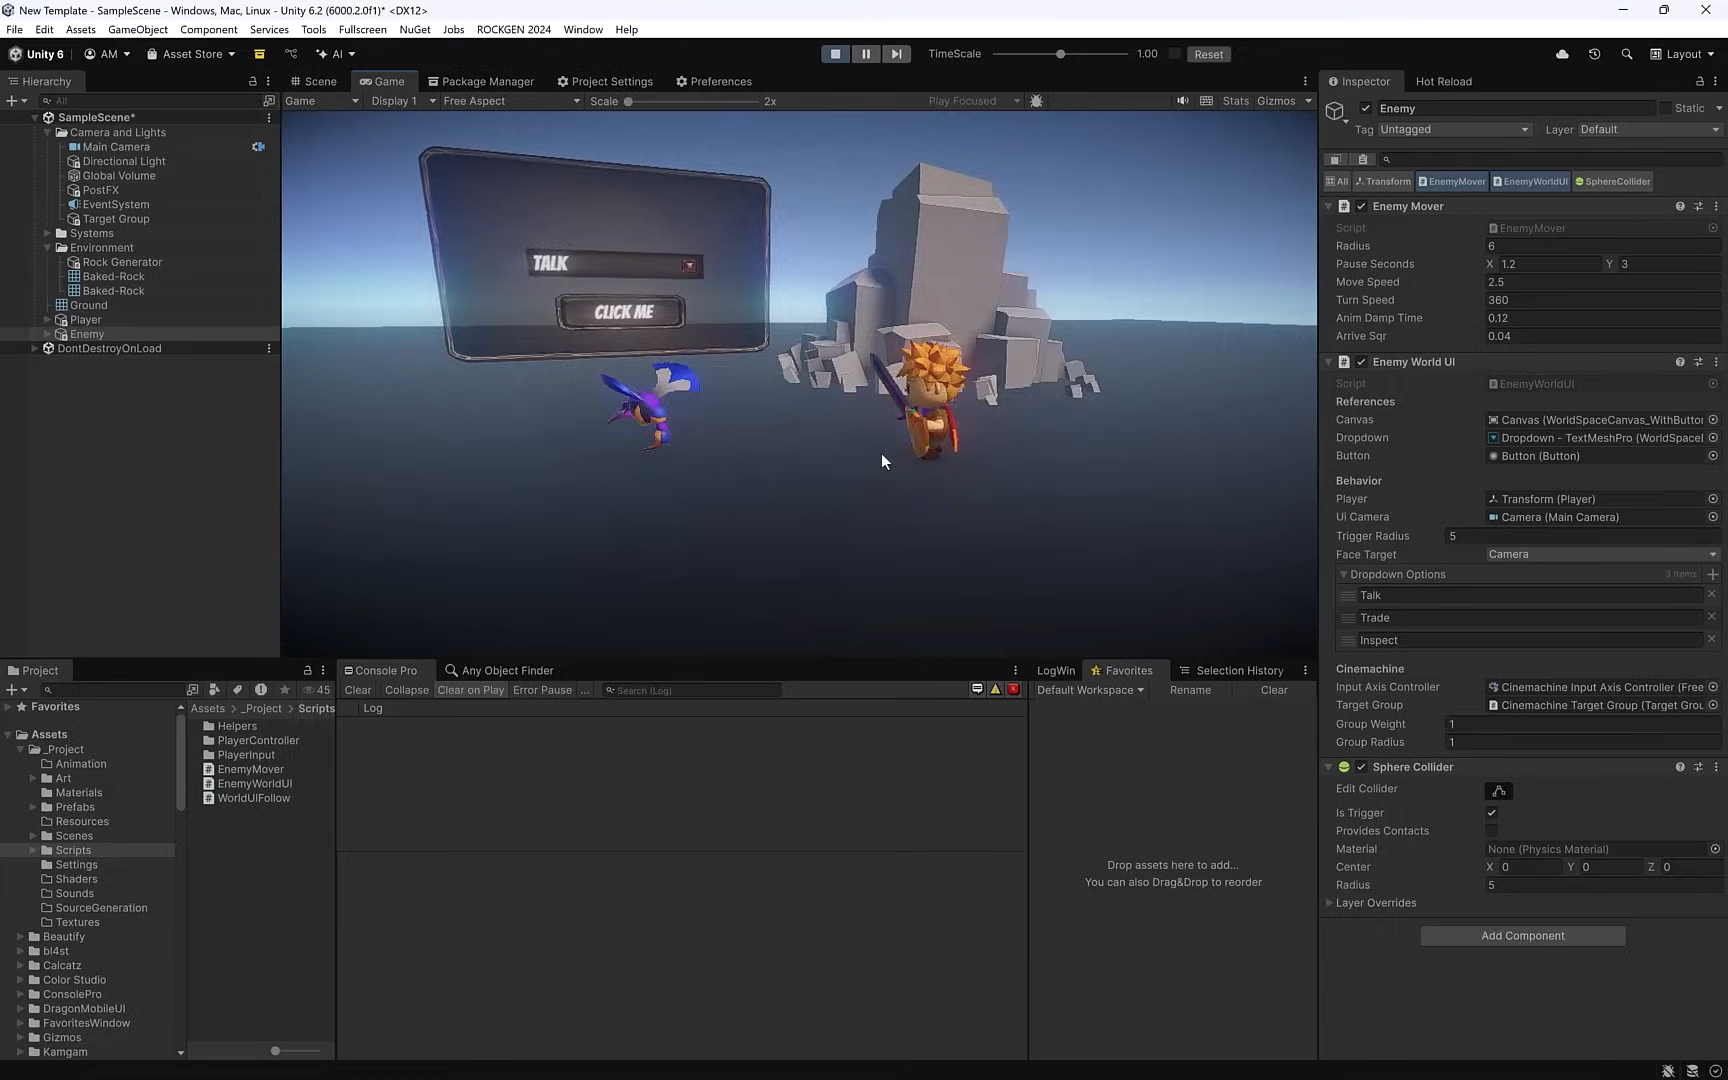 New Template - SampleScene - Windows, Mac, Linux - Unity 6.2 (6000.2.0f1)* <DX12>
File Edit Assets GameObject Component Services Tools Fullscreen NuGet Jobs ROCKGEN 2024 Window Help
Unity 6 AM Asset Store AI TimeScale 1.00 Reset Layout
Hierarchy Scene Game Package Manager Project Settings Preferences Inspector Hot Reload
All Game Display 1 Free Aspect Scale 2x Play Focused Stats Gizmos
SampleScene*
Camera and Lights
Main Camera
Directional Light
Global Volume
PostFX
EventSystem
Target Group
Systems
Environment
Rock Generator
Baked-Rock
Baked-Rock
Ground
Player
Enemy
DontDestroyOnLoad
TALK
CLICK ME
Enemy Static
Tag Untagged Layer Default
All Transform EnemyMover EnemyWorldUI SphereCollider
Enemy Mover
Script EnemyMover
Radius 6
Pause Seconds X 1.2 Y 3
Move Speed 2.5
Turn Speed 360
Anim Damp Time 0.12
Arrive Sqr 0.04
Enemy World UI
Script EnemyWorldUI
References
Canvas Canvas (WorldSpaceCanvas_WithButtor
Dropdown Dropdown - TextMeshPro (WorldSpaceI
Button Button (Button)
Behavior
Player Transform (Player)
Ui Camera Camera (Main Camera)
Trigger Radius 5
Face Target Camera
Dropdown Options 3 items
Talk
Trade
Inspect
Cinemachine
Input Axis Controller Cinemachine Input Axis Controller (Free
Target Group Cinemachine Target Group (Target Grou
Group Weight 1
Group Radius 1
Sphere Collider
Edit Collider
Is Trigger
Provides Contacts
Material None (Physics Material)
Center X 0 Y 0 Z 0
Radius 5
Layer Overrides
Add Component
Project
45
Favorites
Assets
_Project
Animation
Art
Materials
Prefabs
Resources
Scenes
Scripts
Settings
Shaders
Sounds
SourceGeneration
Textures
Beautify
bl4st
Calcatz
Color Studio
ConsolePro
DragonMobileUI
FavoritesWindow
Gizmos
Kamgam
Assets > _Project > Scripts
Helpers
PlayerController
PlayerInput
EnemyMover
EnemyWorldUI
WorldUIFollow
Console Pro Any Object Finder
Clear Collapse Clear on Play Error Pause ... Search (Log)
Log
LogWin Favorites Selection History
Default Workspace Rename Clear
Drop assets here to add...
You can also Drag&Drop to reorder